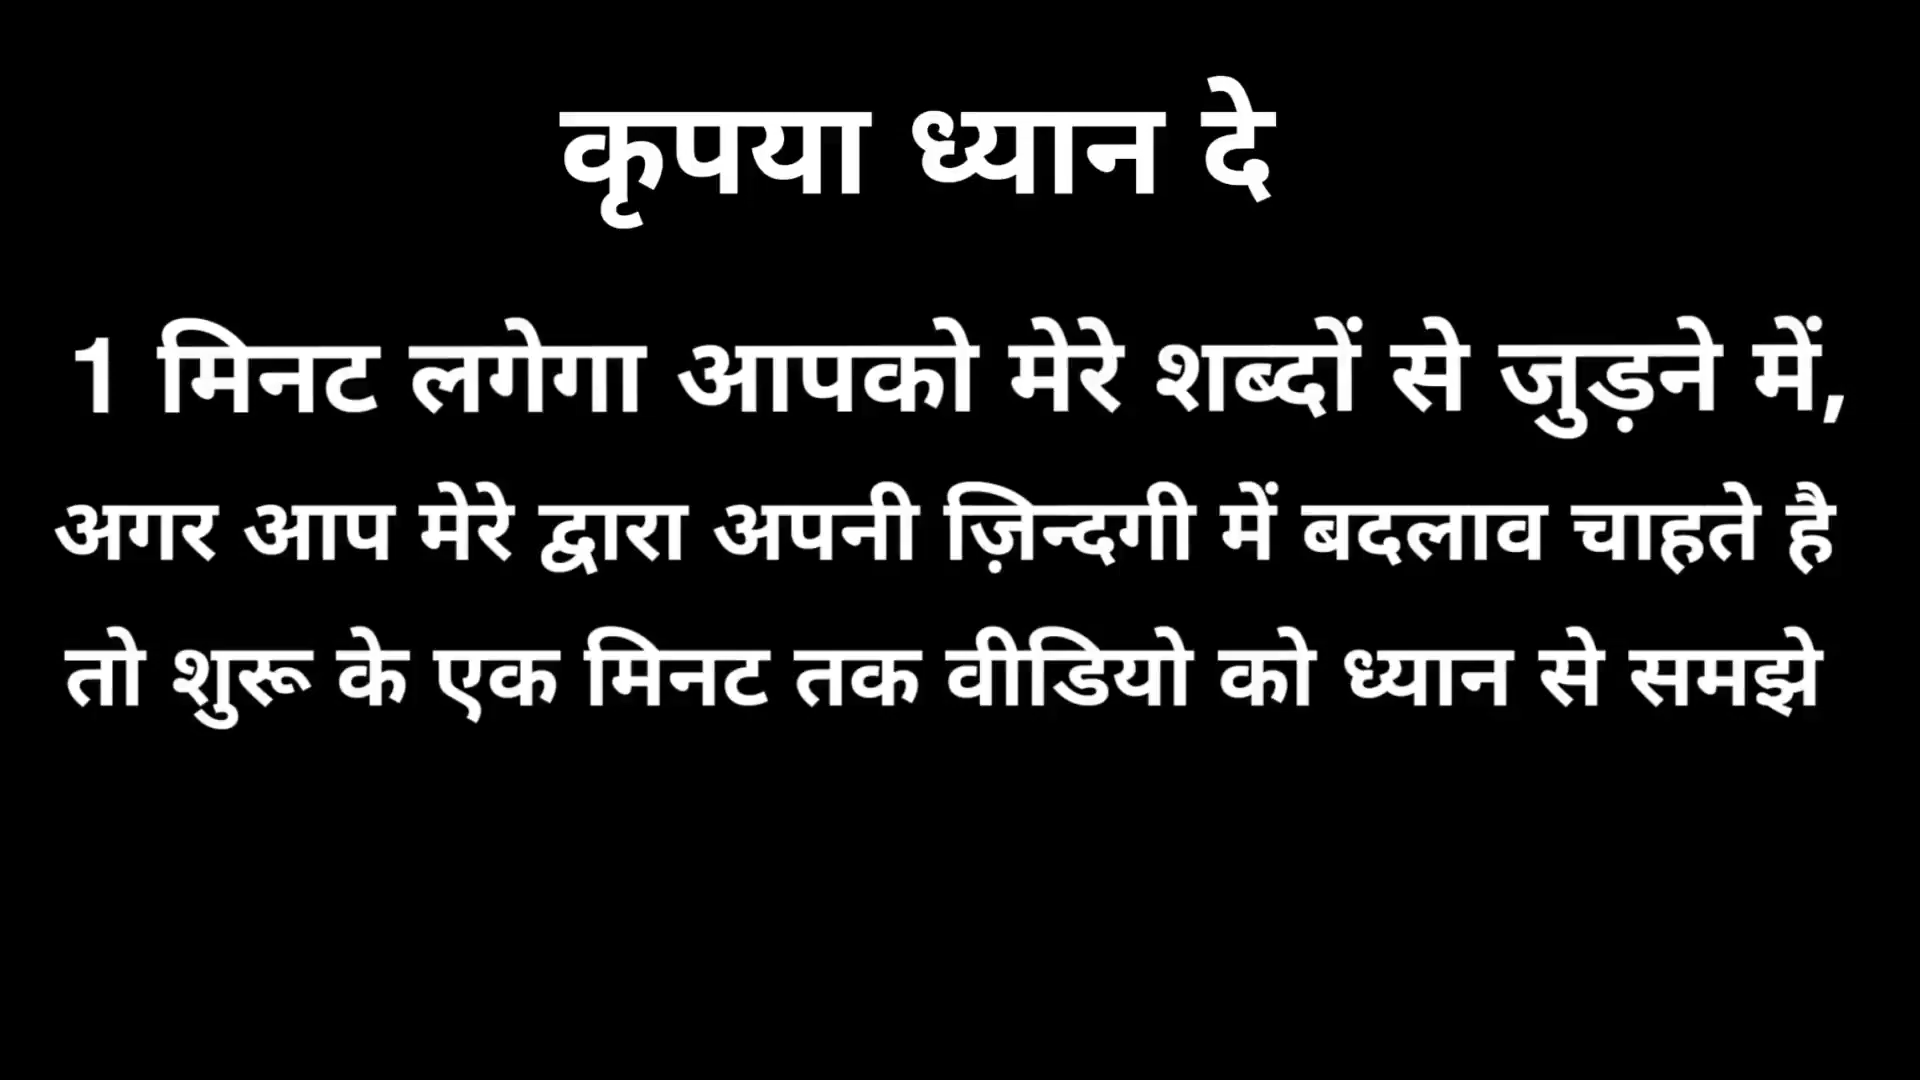 कृपया ध्यान दे
1 मिनट लगेगा आपको मेरे शब्दों से जुड़ने में,
अगर आप मेरे द्वारा अपनी ज़िन्दगी में बदलाव चाहते है
तो शुरू के एक मिनट तक वीडियो को ध्यान से समझे